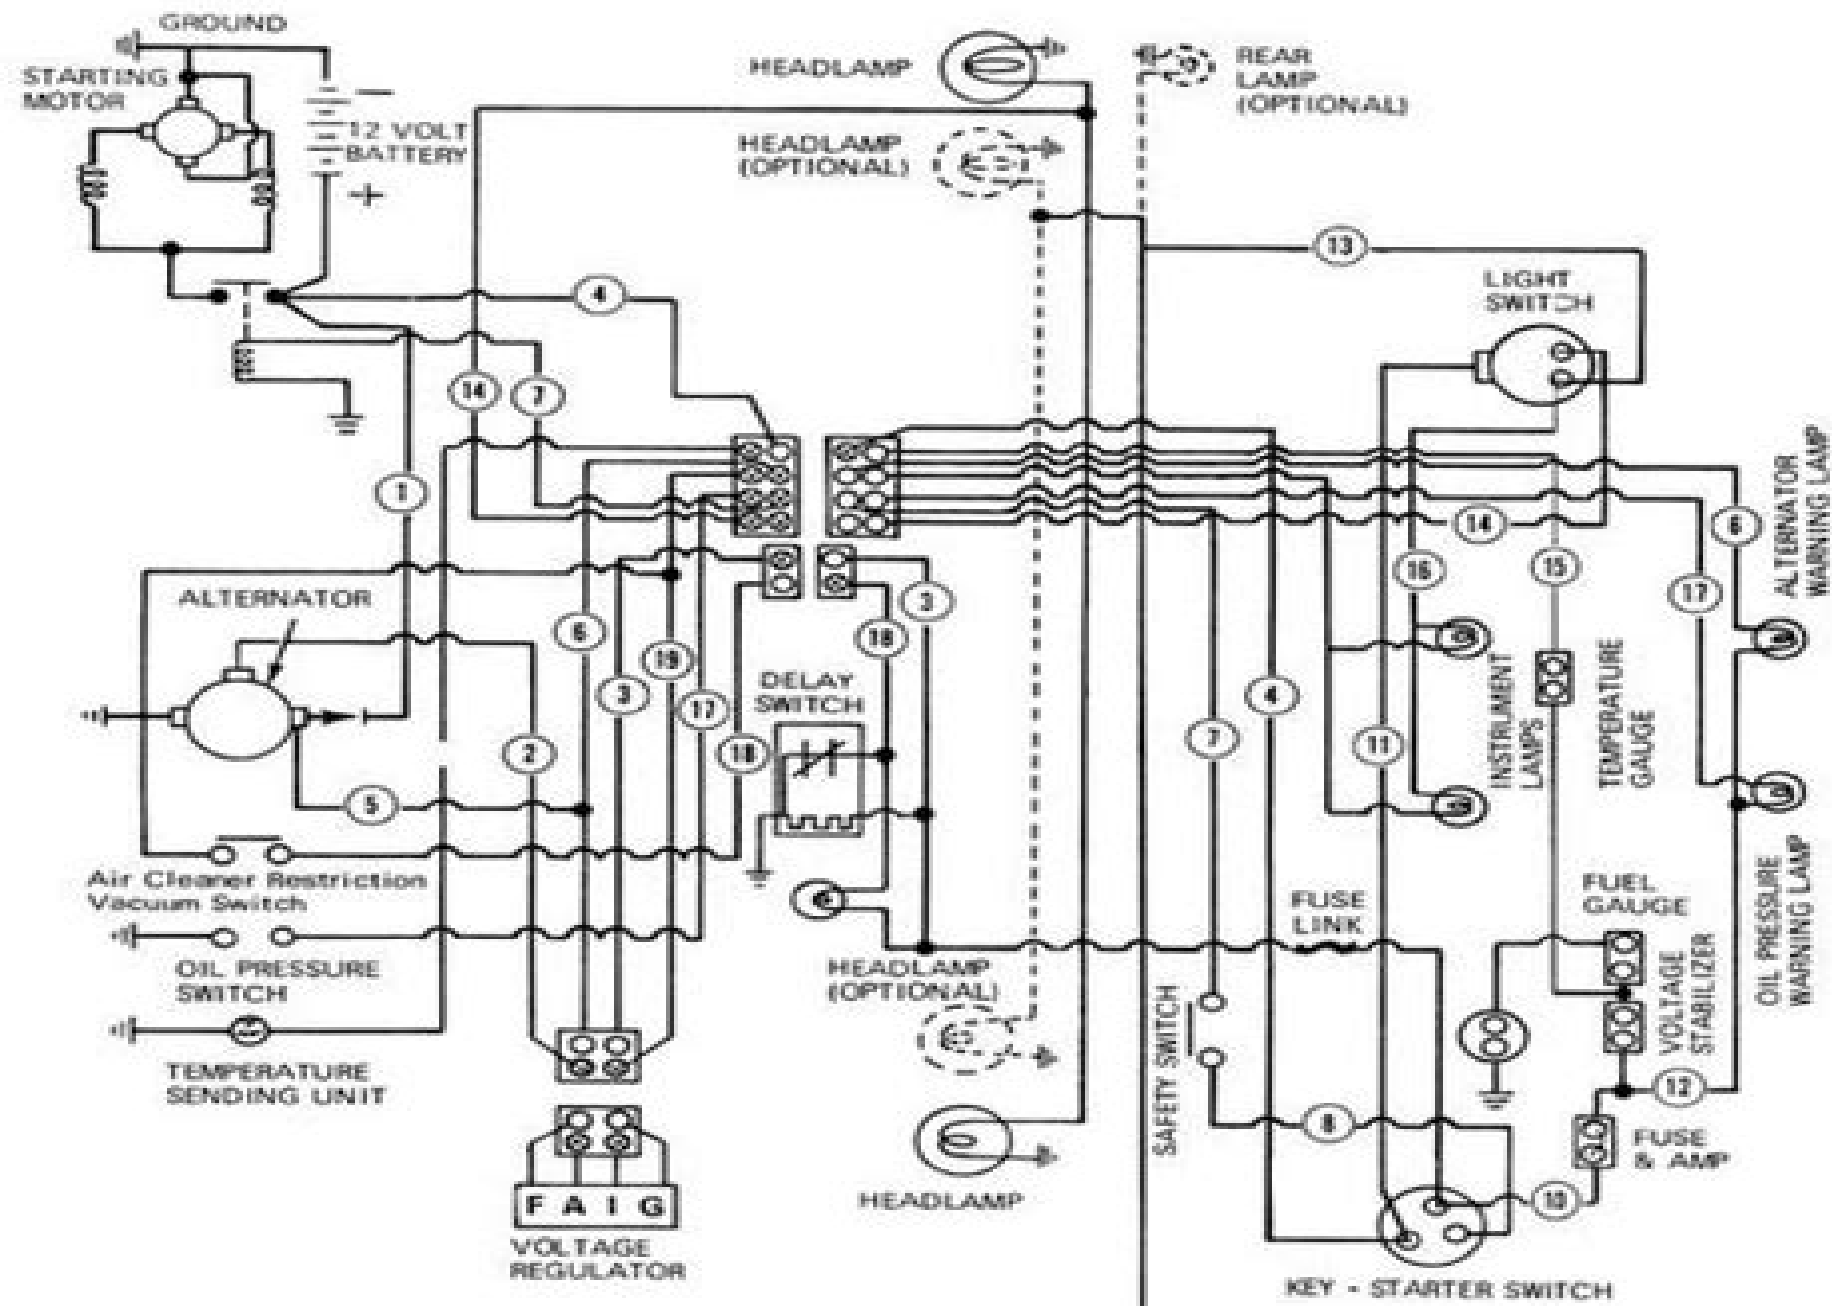 GROUND
STARTING
MOTOR
12 VOLT
BATTERY
HEADLAMP
HEADLAMP
(OPTIONAL)
REAR
LAMP
(OPTIONAL)
13
LIGHT
SWITCH
4
14
7
1
ALTERNATOR
6
3
19
17
2
18
5
DELAY
SWITCH
3
18
14
16
15
6
17
ALTERNATOR
WARNING LAMP
INSTRUMENT
LAMPS
TEMPERATURE
GAUGE
7
4
11
Air Cleaner Restriction
Vacuum Switch
OIL PRESSURE
SWITCH
TEMPERATURE
SENDING UNIT
HEADLAMP
(OPTIONAL)
FUSE
LINK
FUEL
GAUGE
VOLTAGE
STABILIZER
OIL PRESSURE
WARNING LAMP
SAFETY SWITCH
12
8
FUSE
AMP
10
HEADLAMP
F A I G
VOLTAGE
REGULATOR
KEY - STARTER SWITCH